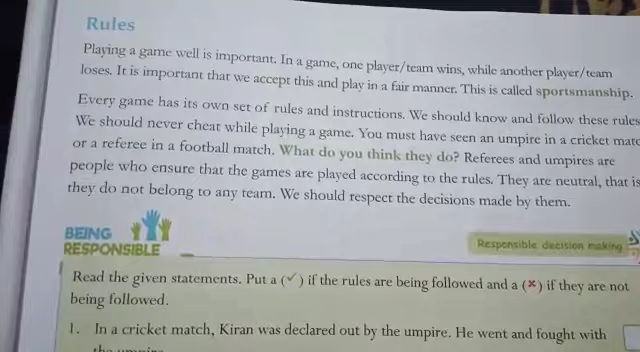 Rules
Playing a game well is important. In a game, one player/team wins, while another player/team
loses. It is important that we accept this and play in a fair manner. This is called sportsmanship.
Every game has its own set of rules and instructions. We should know and follow these rules
We should never cheat while playing a game. You must have seen an umpire in a cricket matc
or a referee in a football match. What do you think they do? Referees and umpires are
people who ensure that the games are played according to the rules. They are neutral, that is
they do not belong to any team. We should respect the decisions made by them.
BEING
RESPONSIBLE
Responsible decision making
Read the given statements. Put a (✓) if the rules are being followed and a (✗) if they are not
being followed.
1. In a cricket match, Kiran was declared out by the umpire. He went and fought with
the umpire